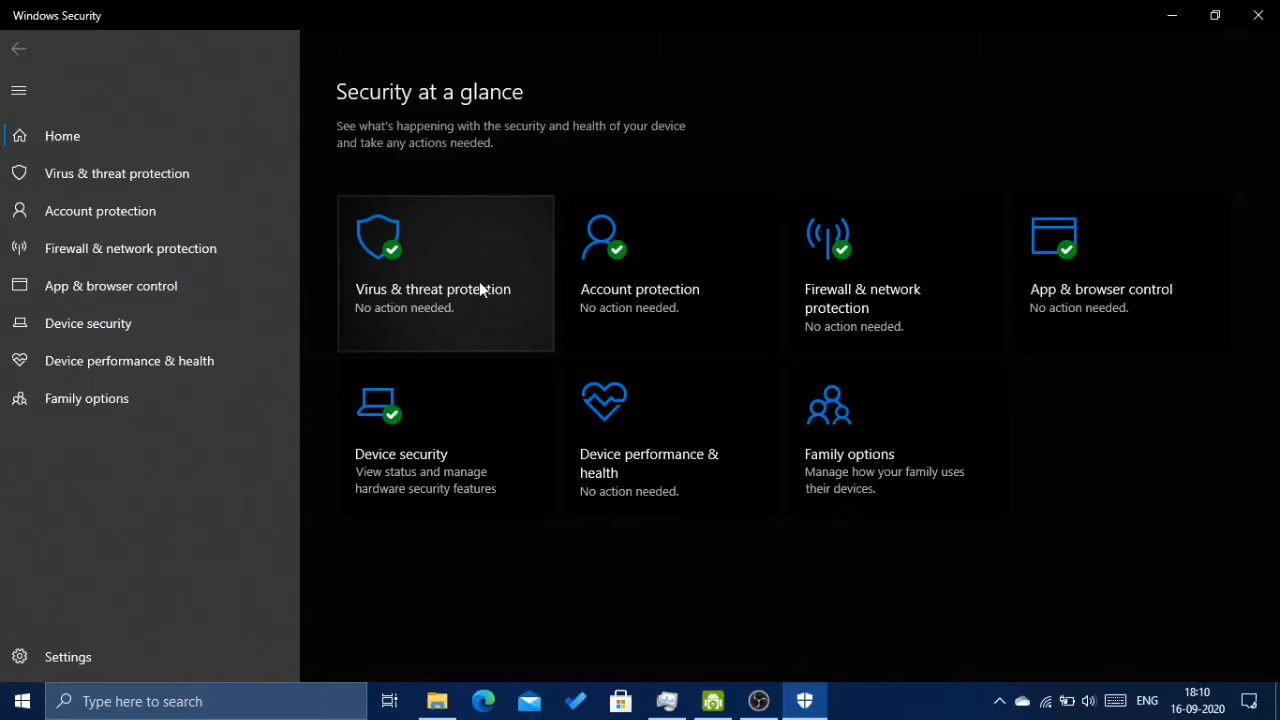 Windows Security
Home
Virus & threat protection
Account protection
Firewall & network protection
App & browser control
Device security
Device performance & health
Family options
Settings
Security at a glance
See what's happening with the security and health of your device
and take any actions needed.
Virus & threat protection
No action needed.
Account protection
No action needed.
Firewall & network
protection
No action needed.
App & browser control
No action needed.
Device security
View status and manage
hardware security features
Device performance &
health
No action needed.
Family options
Manage how your family uses
their devices.
Type here to search
ENG
18:10
16-09-2020